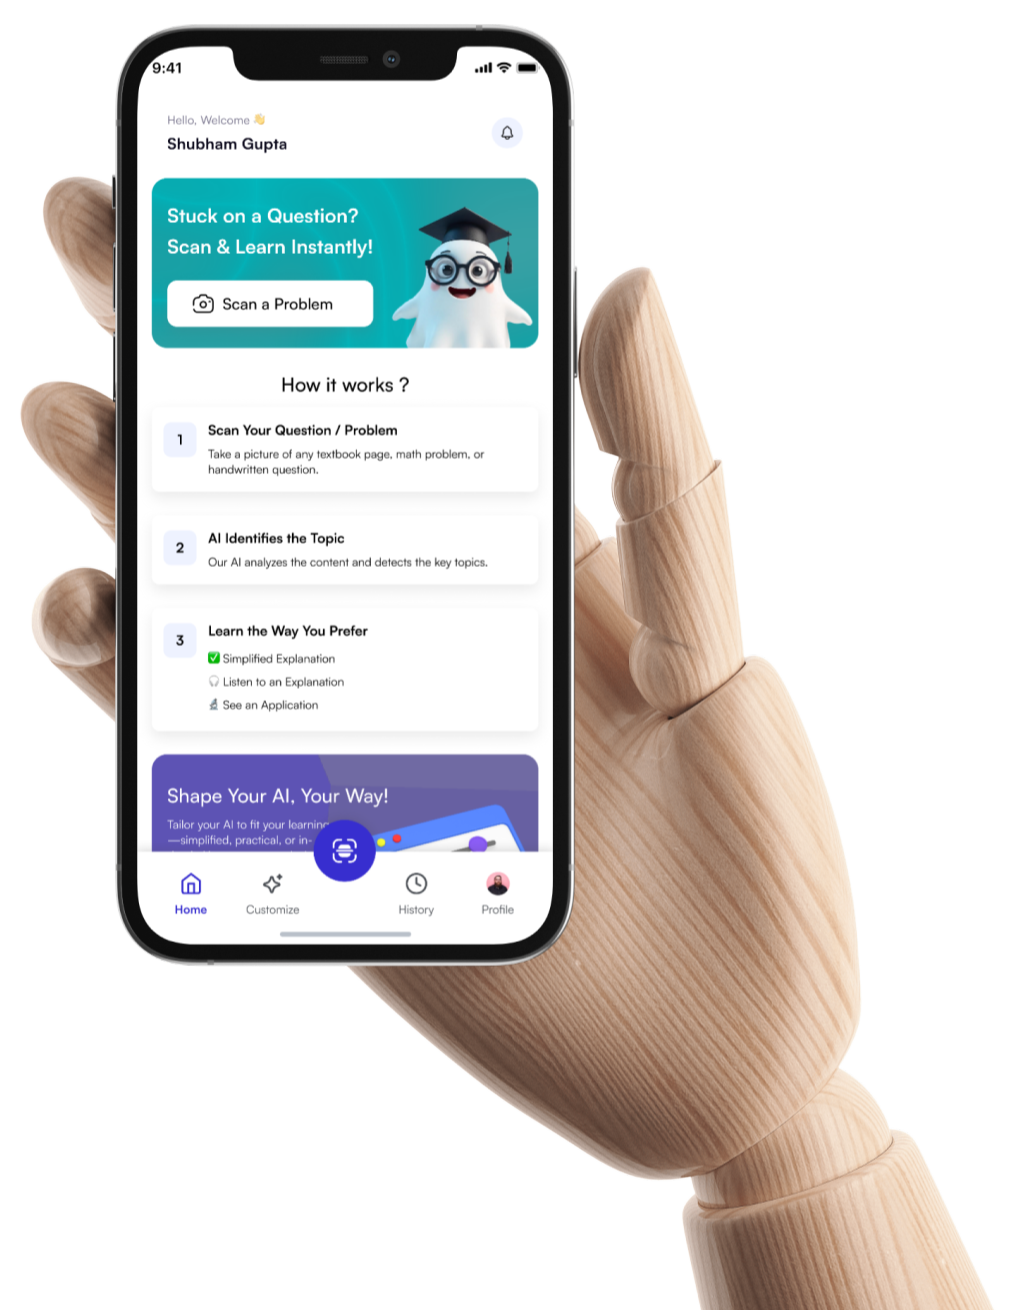 9:41
Hello, Welcome 👋
Shubham Gupta
Stuck on a Question?
Scan & Learn Instantly!
Scan a Problem
How it works ?
1
Scan Your Question / Problem
Take a picture of any textbook page, math problem, or
handwritten question.
2
AI Identifies the Topic
Our AI analyzes the content and detects the key topics.
3
Learn the Way You Prefer
✅ Simplified Explanation
🎧 Listen to an Explanation
🔬 See an Application
Shape Your AI, Your Way!
Tailor your AI to fit your learning
—simplified, practical, or in-
Home
Customize
History
Profile